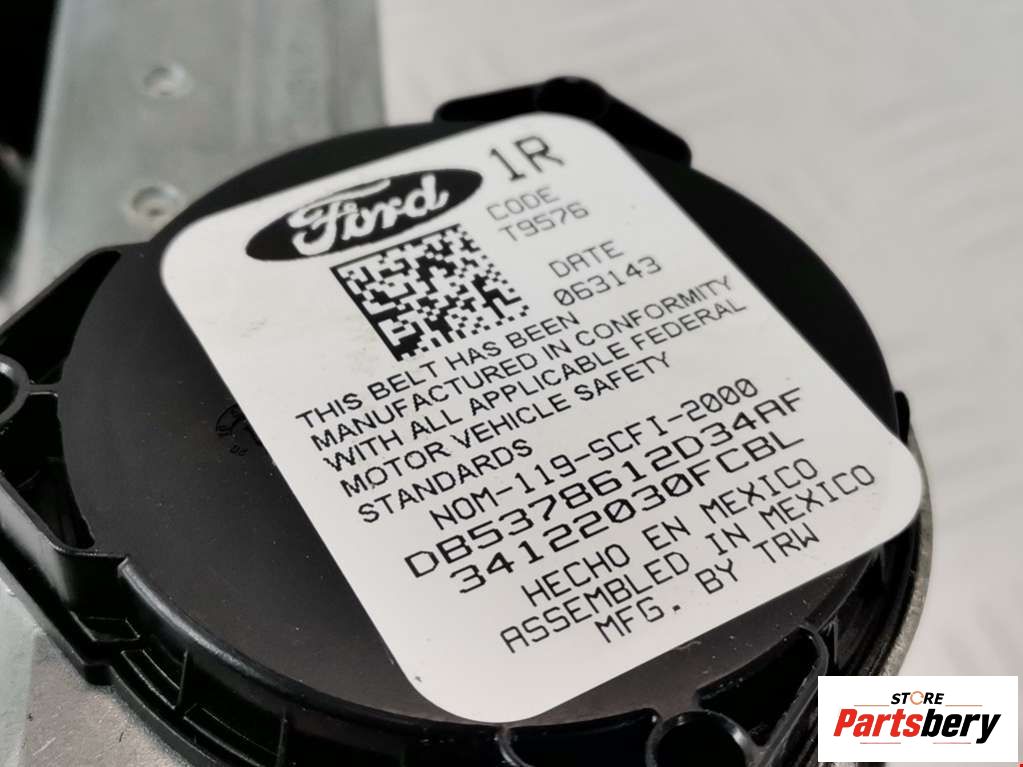 Ford
1R
CODE
T9576
DATE
063143
THIS BELT HAS BEEN
MANUFACTURED IN CONFORMITY
WITH ALL APPLICABLE FEDERAL
MOTOR VEHICLE SAFETY
STANDARDS
NOM-119-SCFI-2000
DB5378612D34AF
34122030FCBL
HECHO EN MEXICO
ASSEMBLED IN MEXICO
MFG. BY TRW
STORE
Partsbery